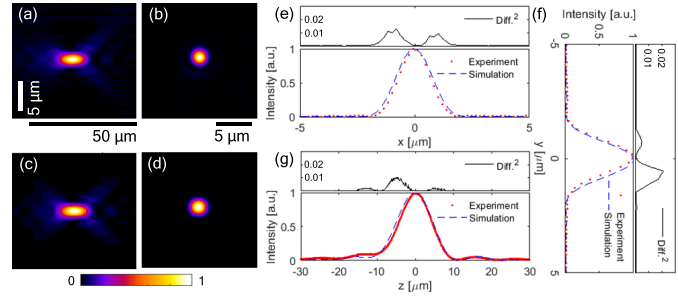 (a)
(b)
5 µm
50 µm
5 µm
(c)
(d)
0
1
(e)
0.02
0.01
Diff.²
Intensity [a.u.]
1
0.5
0
Experiment
Simulation
-5
0
5
x [µm]
(g)
0.02
0.01
Diff.²
Intensity [a.u.]
1
0.5
0
Experiment
Simulation
-30
-20
-10
0
10
20
30
z [µm]
(f)
Intensity [a.u.]
0
0.5
1
0.01
0.02
-5
0
5
y [µm]
Experiment
Simulation
Diff.²